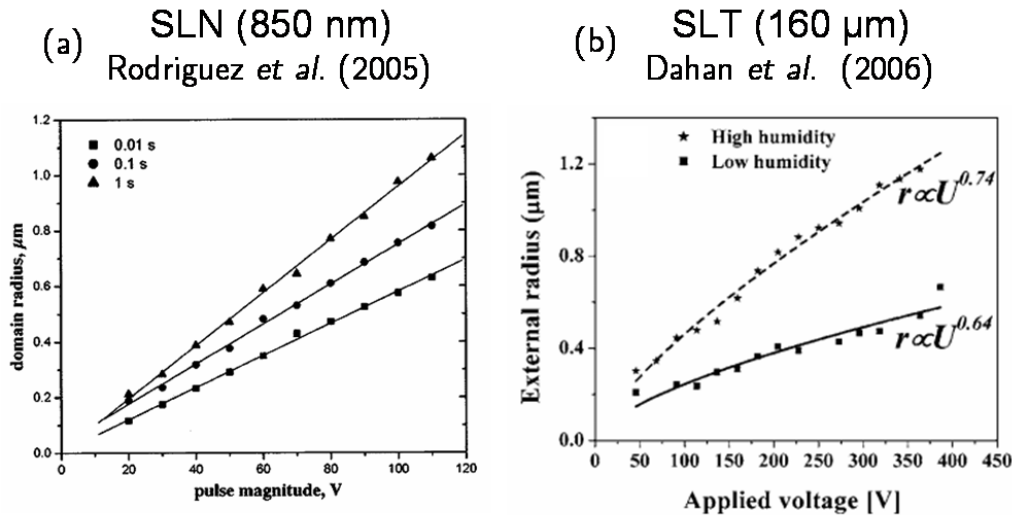 (a) SLN (850 nm)
Rodriguez et al. (2005)
1.2
1.0
0.8
0.6
0.4
0.2
0.0
0 20 40 60 80 100 120
domain radius, µm
pulse magnitude, V
0.01 s
0.1 s
1 s
(b) SLT (160 µm)
Dahan et al. (2006)
High humidity
Low humidity
1.2
0.8
0.4
0.0
0 50 100 150 200 250 300 350 400 450
External radius (µm)
Applied voltage [V]
r∝U^0.74
r∝U^0.64